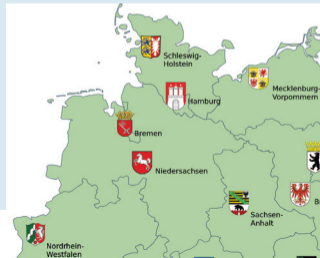 Schleswig-
Holstein
Mecklenburg-
Vorpommern
Hamburg
Bremen
Niedersachsen
Sachsen-
Anhalt
Nordrhein-
Westfalen